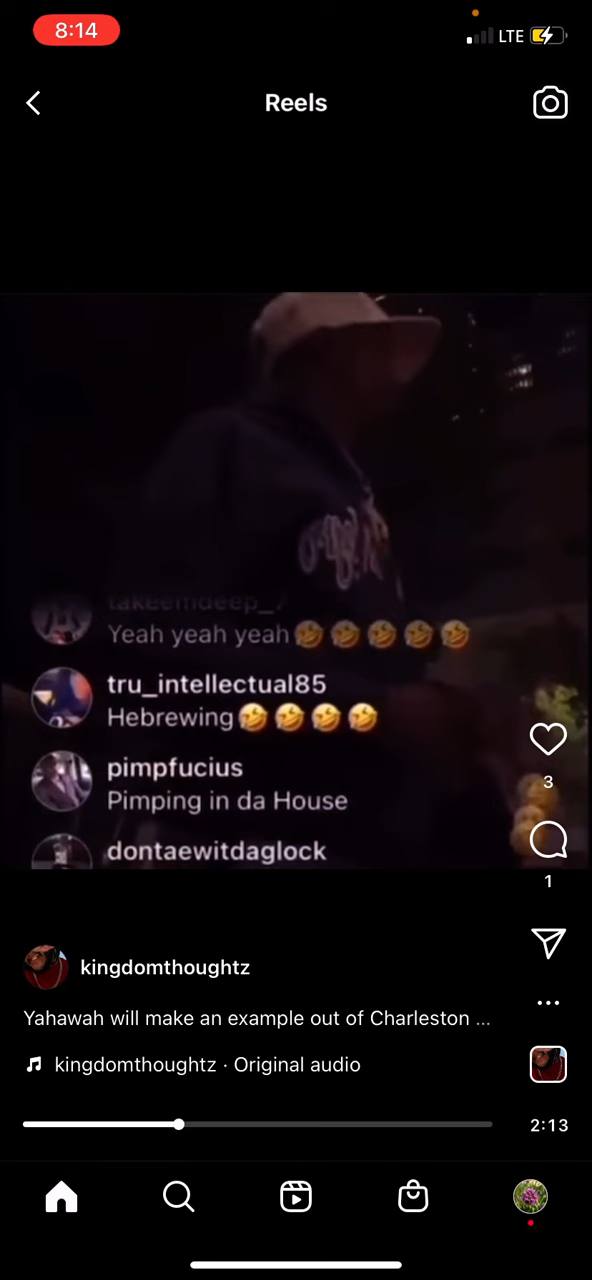 8:14
LTE
Reels
takeemdeep_
Yeah yeah yeah🤣🤣🤣🤣🤣
tru_intellectual85
Hebrewing🤣🤣🤣🤣
pimpfucius
Pimping in da House
dontaewitdaglock
3
1
kingdomthoughtz
Yahawah will make an example out of Charleston ...
kingdomthoughtz · Original audio
2:13